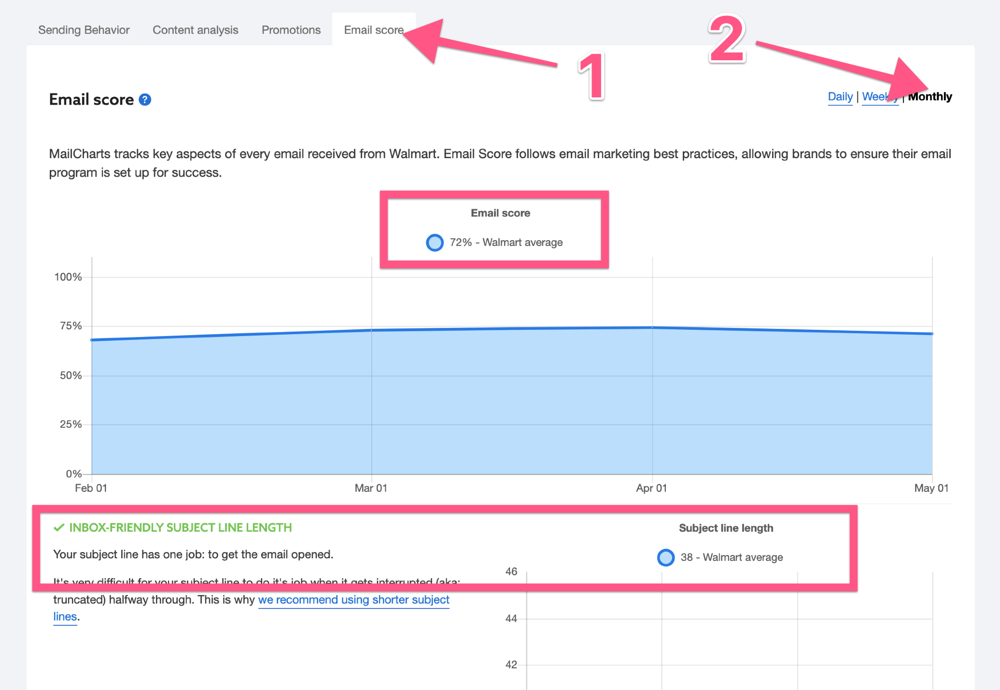 Sending Behavior Content analysis Promotions Email score
1
2
Email score ?
Daily | Weekly | Monthly
MailCharts tracks key aspects of every email received from Walmart. Email Score follows email marketing best practices, allowing brands to ensure their email
program is set up for success.
Email score
72% - Walmart average
100%
75%
50%
25%
0%
Feb 01 Mar 01 Apr 01 May 01
INBOX-FRIENDLY SUBJECT LINE LENGTH
Your subject line has one job: to get the email opened.
It's very difficult for your subject line to do it's job when it gets interrupted (aka:
truncated) halfway through. This is why we recommend using shorter subject
lines.
Subject line length
38 - Walmart average
46
44
42